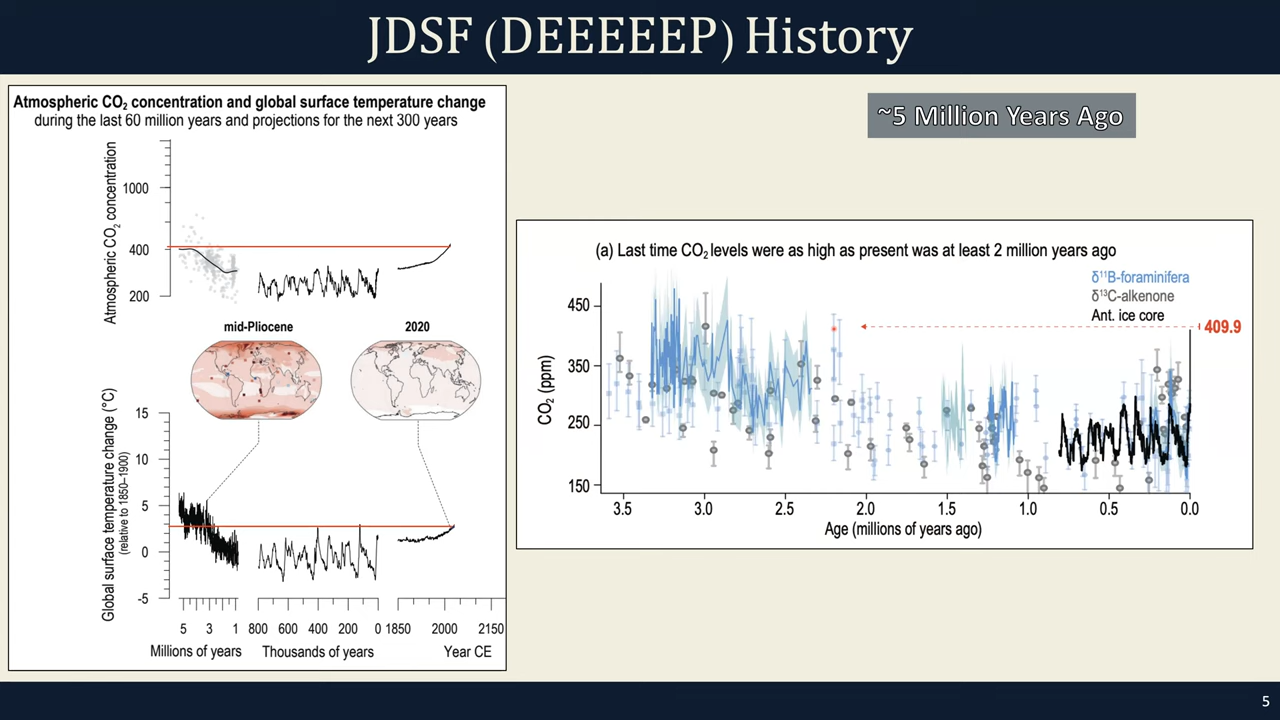 JDSF (DEEEEEP) History
Atmospheric CO₂ concentration and global surface temperature change
during the last 60 million years and projections for the next 300 years
Atmospheric CO₂ concentration
1000
400
200
mid-Pliocene
2020
Global surface temperature change (°C)
(relative to 1850–1900)
15
10
5
0
-5
5 3 1 800 600 400 200 0 1850 2000 2150
Millions of years Thousands of years Year CE
~5 Million Years Ago
(a) Last time CO₂ levels were as high as present was at least 2 million years ago
δ¹¹B-foraminifera
δ¹³C-alkenone
Ant. ice core
409.9
CO₂ (ppm)
450
350
250
150
3.5 3.0 2.5 2.0 1.5 1.0 0.5 0.0
Age (millions of years ago)
5